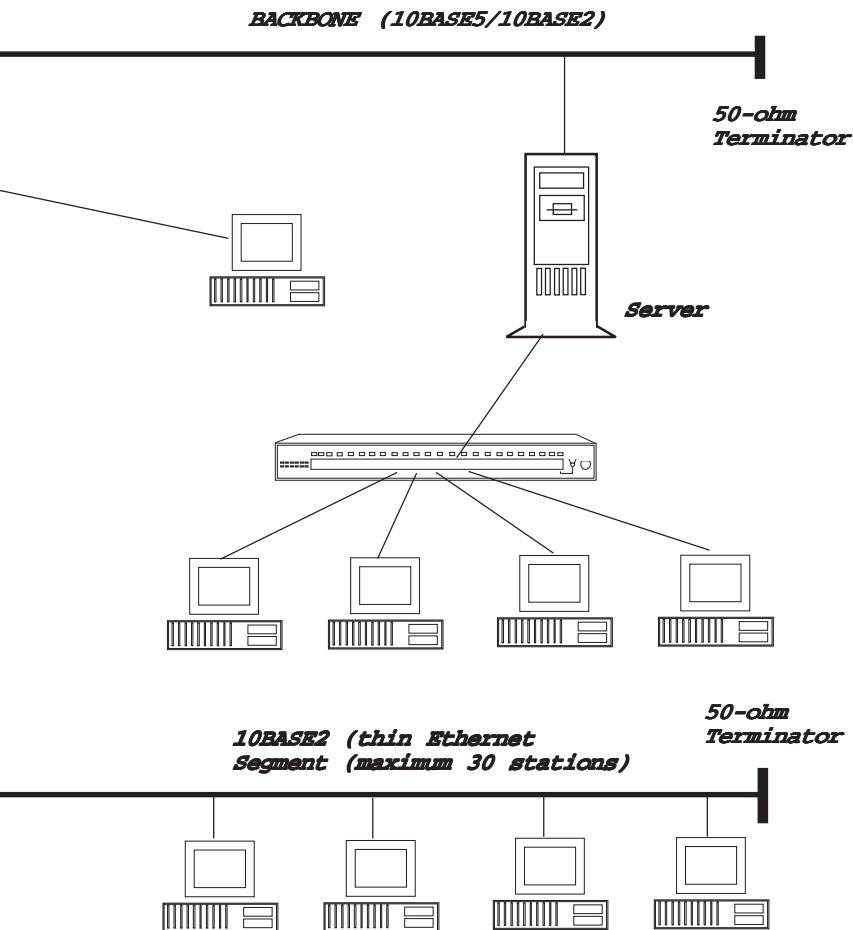 BACKBONE (10BASE5/10BASE2)
50-ohm
Terminator
Server
50-ohm
Terminator
10BASE2 (thin Ethernet
Segment (maximum 30 stations)